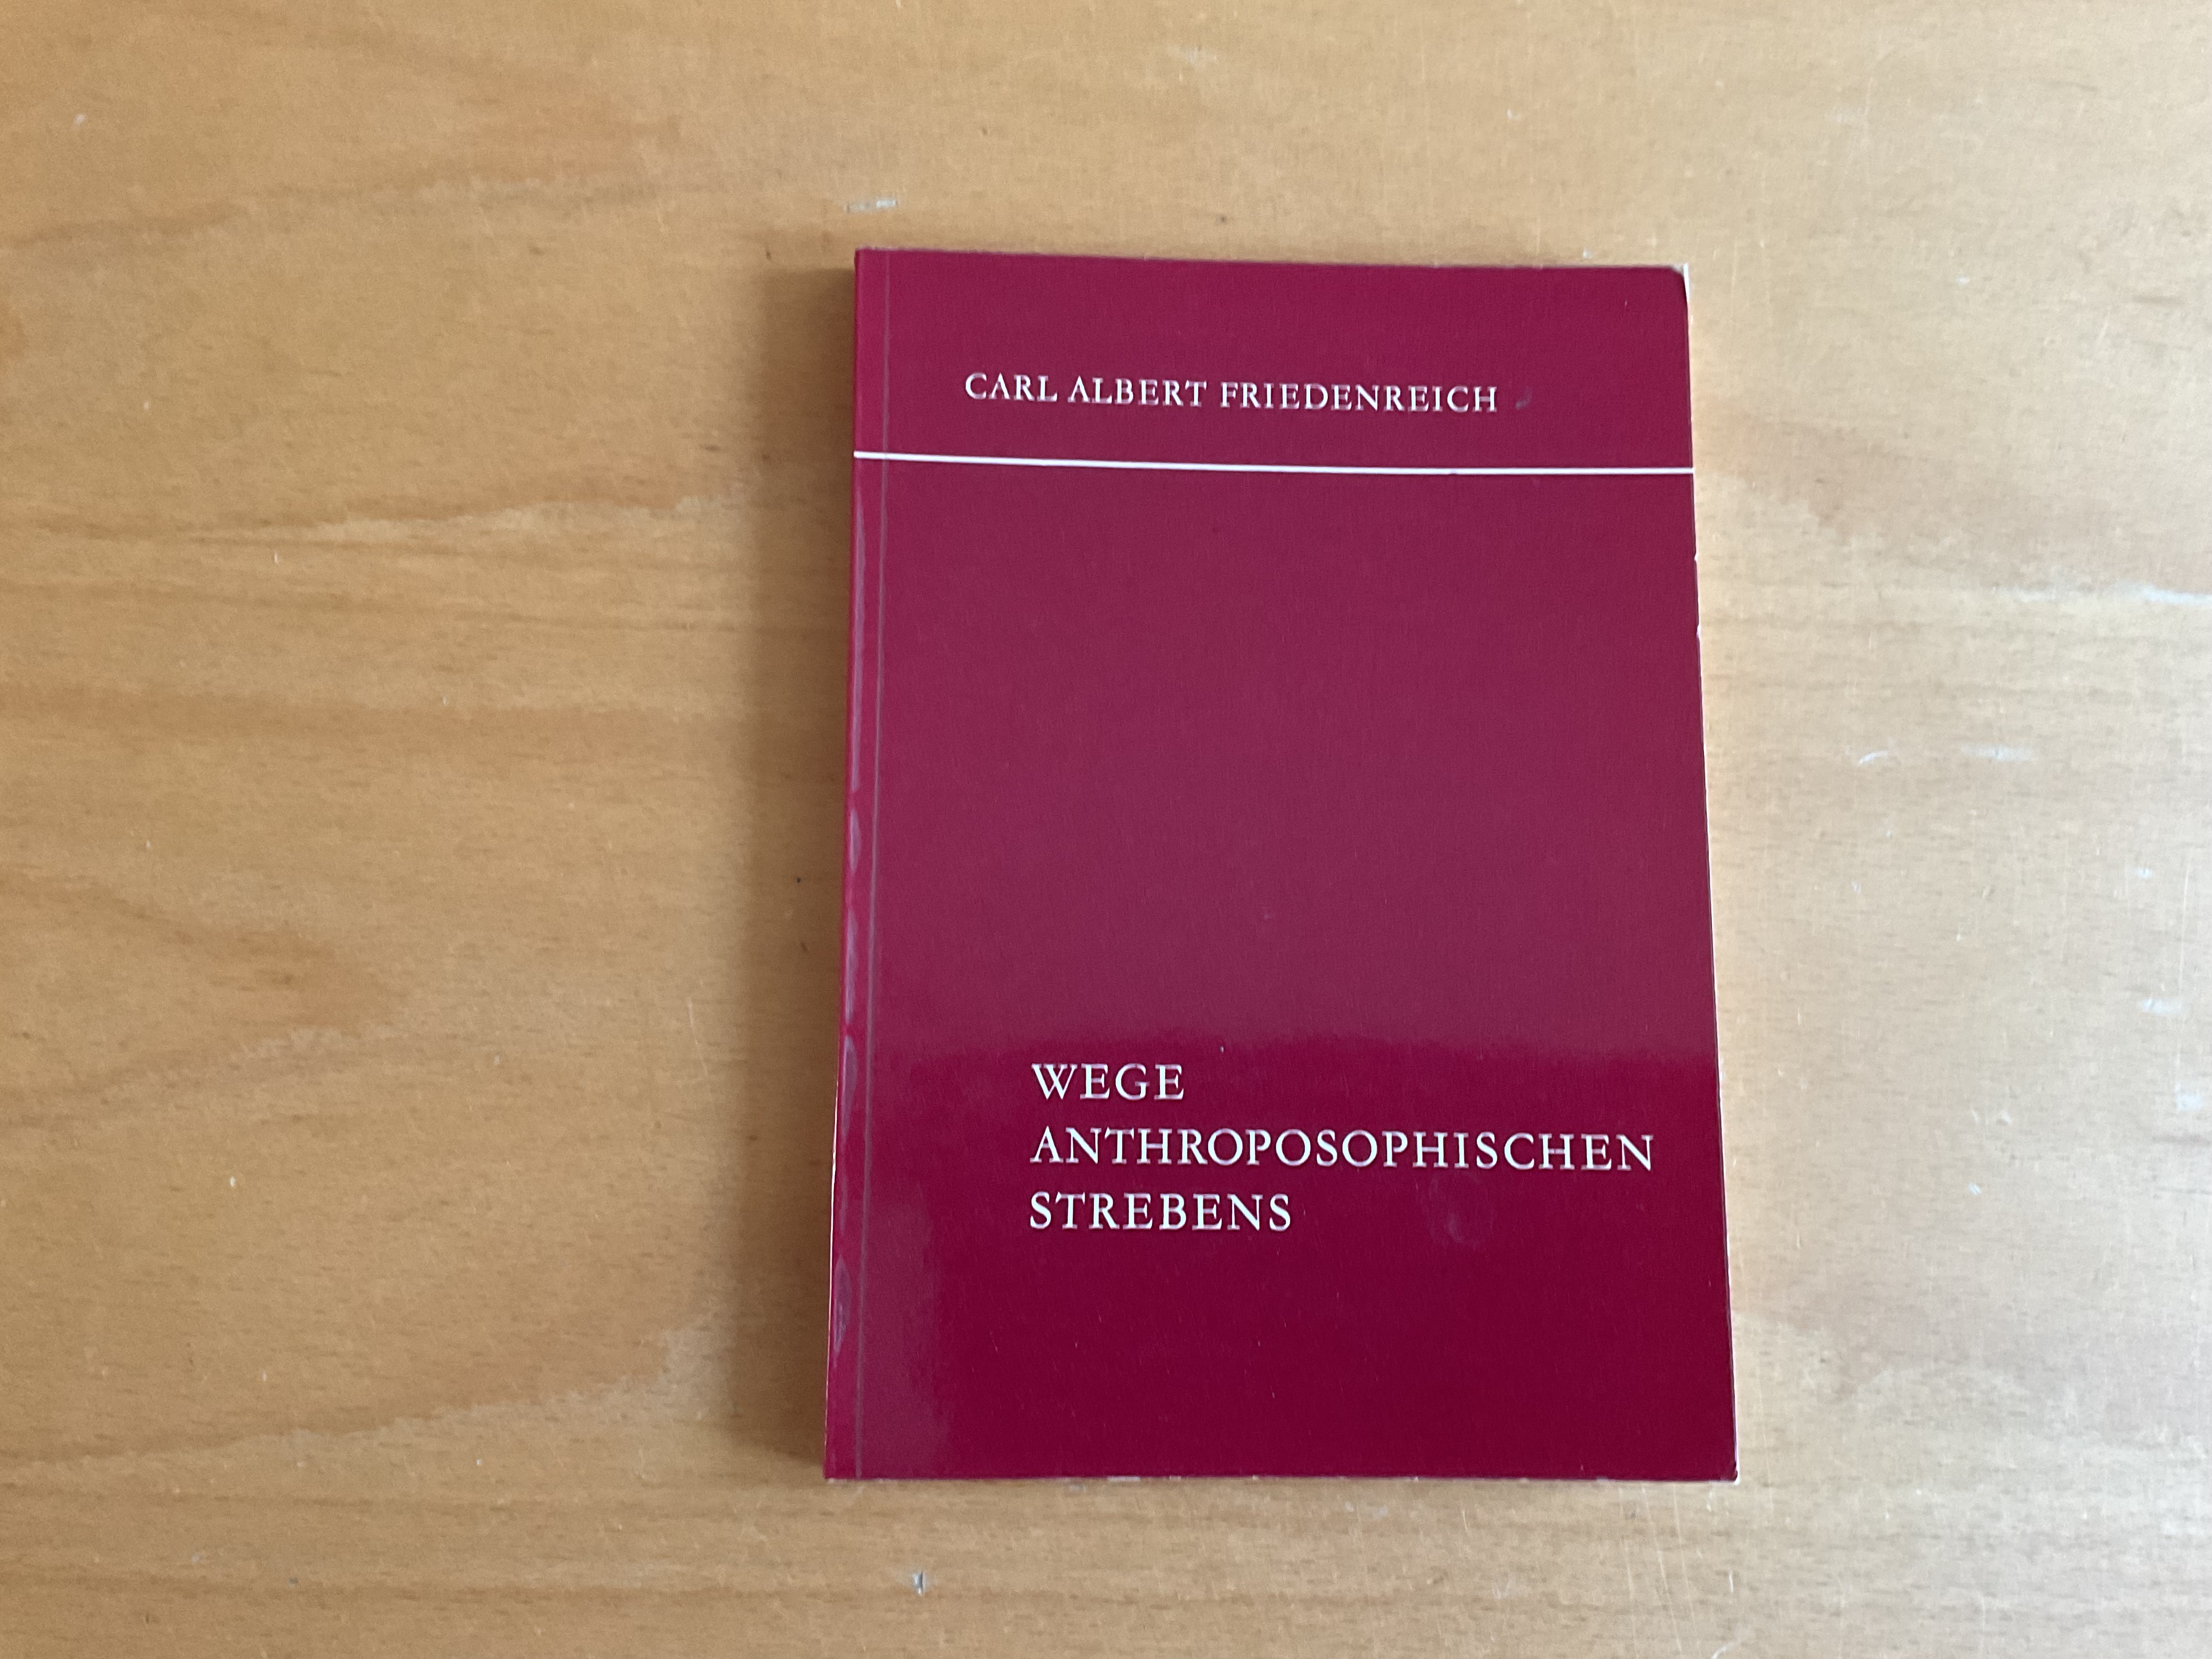 CARL ALBERT FRIEDENREICH
WEGE
ANTHROPOSOPHISCHEN
STREBENS